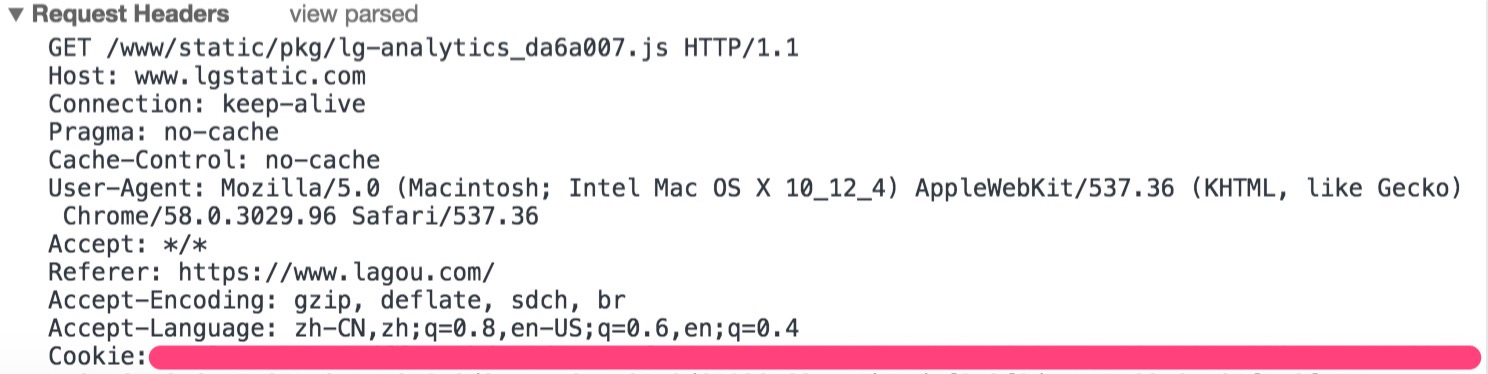 ▼ Request Headers view parsed
GET /www/static/pkg/lg-analytics_da6a007.js HTTP/1.1
Host: www.lgstatic.com
Connection: keep-alive
Pragma: no-cache
Cache-Control: no-cache
User-Agent: Mozilla/5.0 (Macintosh; Intel Mac OS X 10_12_4) AppleWebKit/537.36 (KHTML, like Gecko)
Chrome/58.0.3029.96 Safari/537.36
Accept: */*
Referer: https://www.lagou.com/
Accept-Encoding: gzip, deflate, sdch, br
Accept-Language: zh-CN,zh;q=0.8,en-US;q=0.6,en;q=0.4
Cookie: